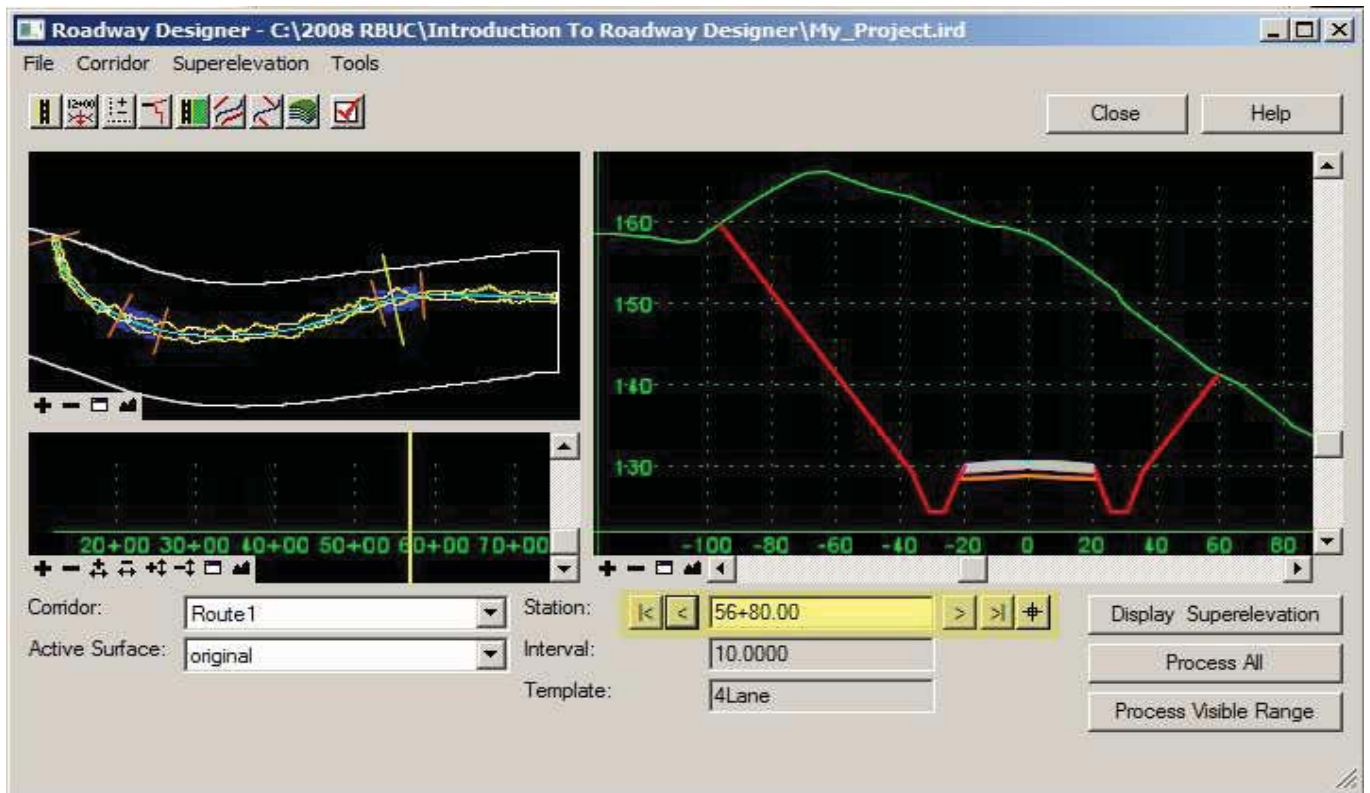 Roadway Designer - C:\2008 RBUC\Introduction To Roadway Designer\My_Project.ird
File Corridor Superelevation Tools
12+00
Close Help
160
150
140
130
-100 -80 -60 -40 -20 0 20 40 60 80
20+00 30+00 40+00 50+00 60+00 70+00
Corridor: Route1
Active Surface: original
Station: |< < 56+80.00 > >|
Interval: 10.0000
Template: 4Lane
Display Superelevation
Process All
Process Visible Range